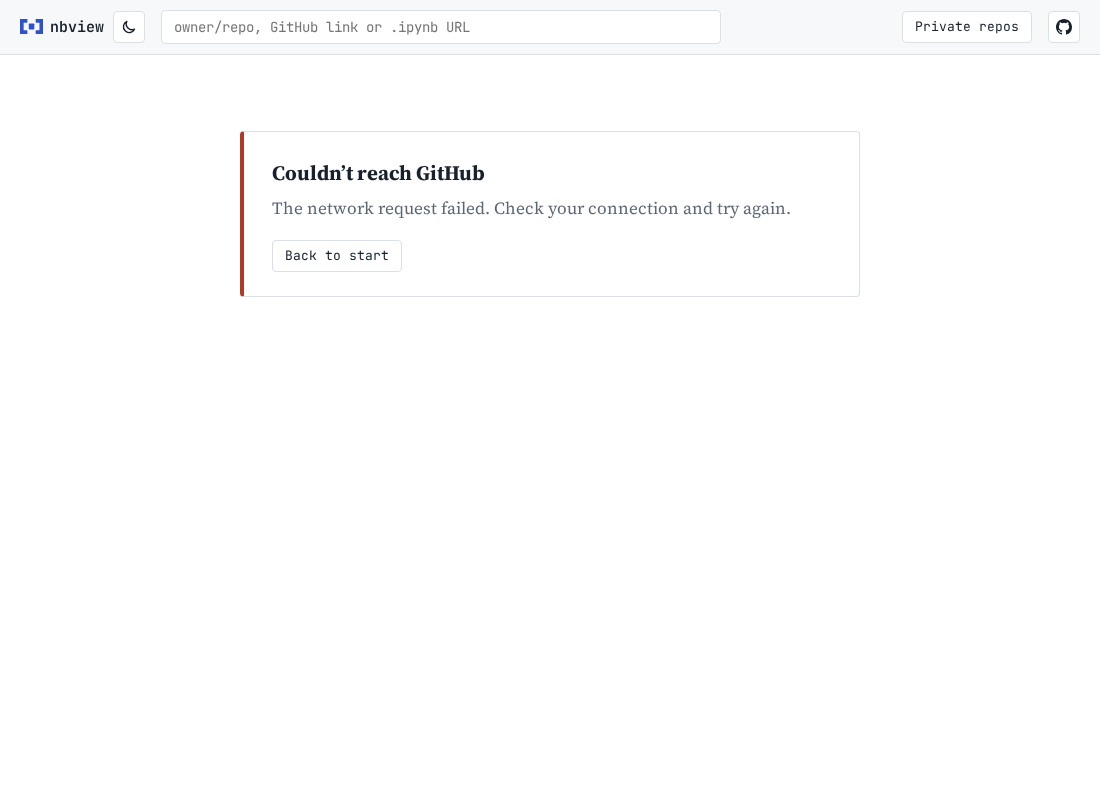 nbview
owner/repo, GitHub link or .ipynb URL
Private repos
Couldn’t reach GitHub
The network request failed. Check your connection and try again.
Back to start